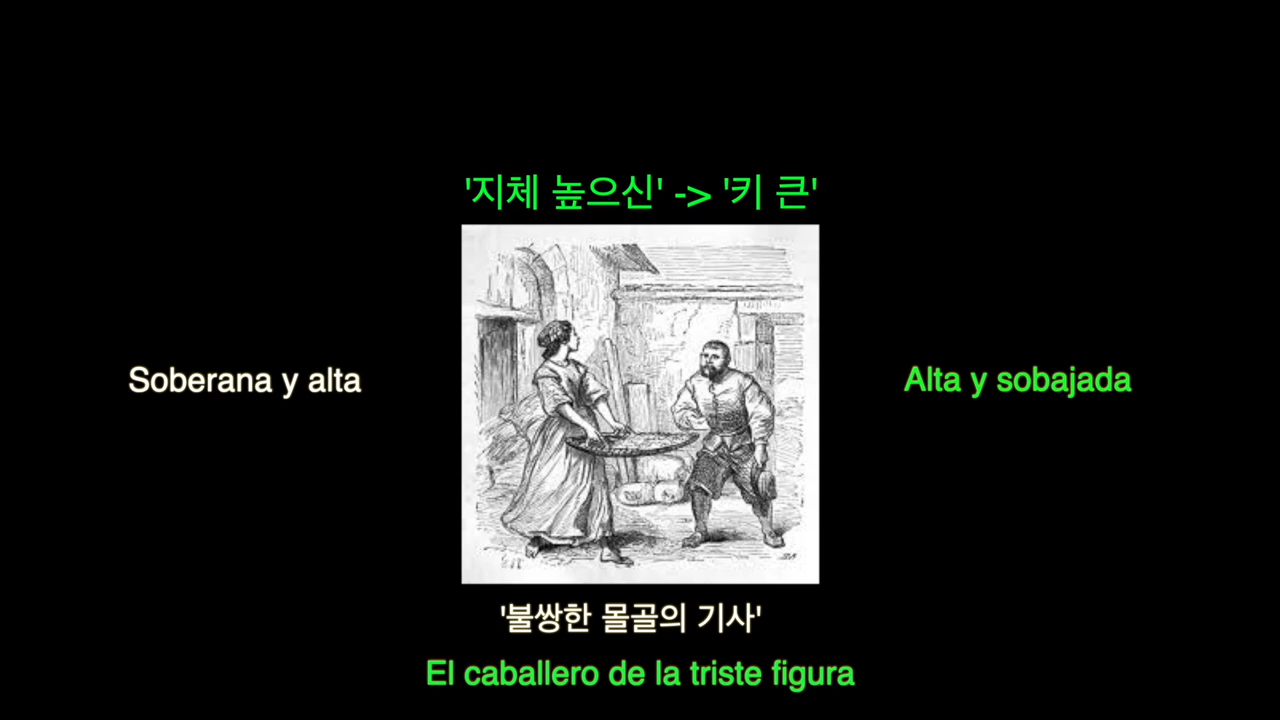 '지체 높으신' -> '키 큰'
Soberana y alta
Alta y sobajada
'불쌍한 몰골의 기사'
El caballero de la triste figura